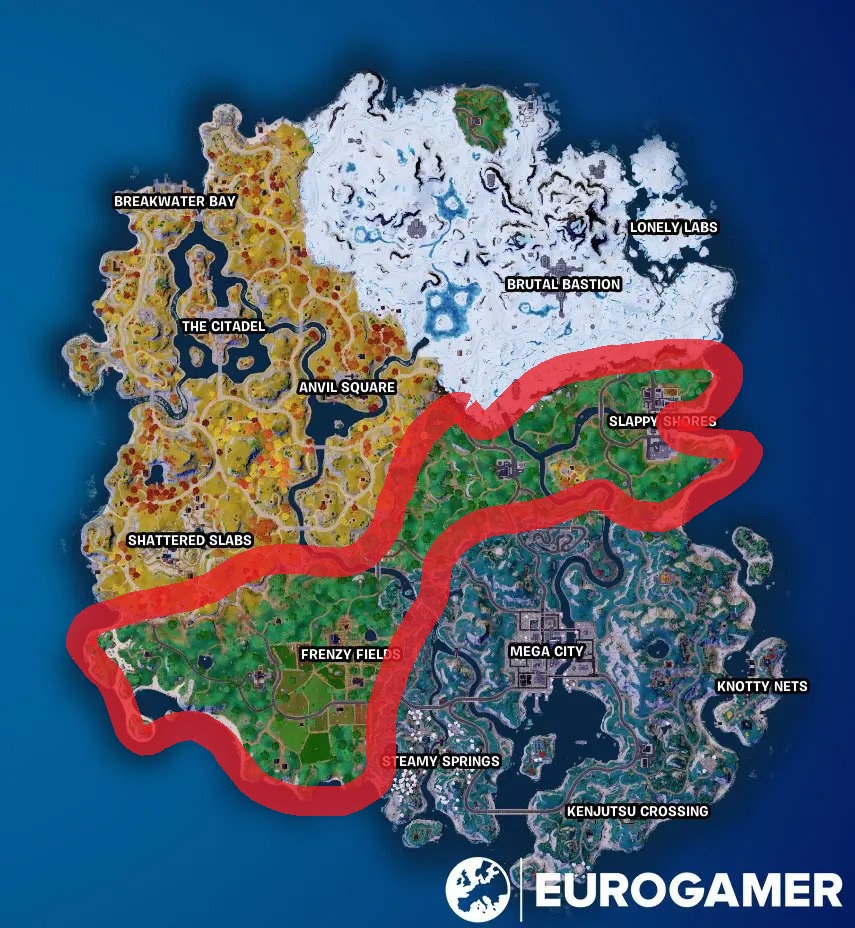 BREAKWATER BAY
LONELY LABS
BRUTAL BASTION
THE CITADEL
ANVIL SQUARE
SLAPPY SHORES
SHATTERED SLABS
FRENZY FIELDS
MEGA CITY
KNOTTY NETS
STEAMY SPRINGS
KENJUTSU CROSSING
EUROGAMER